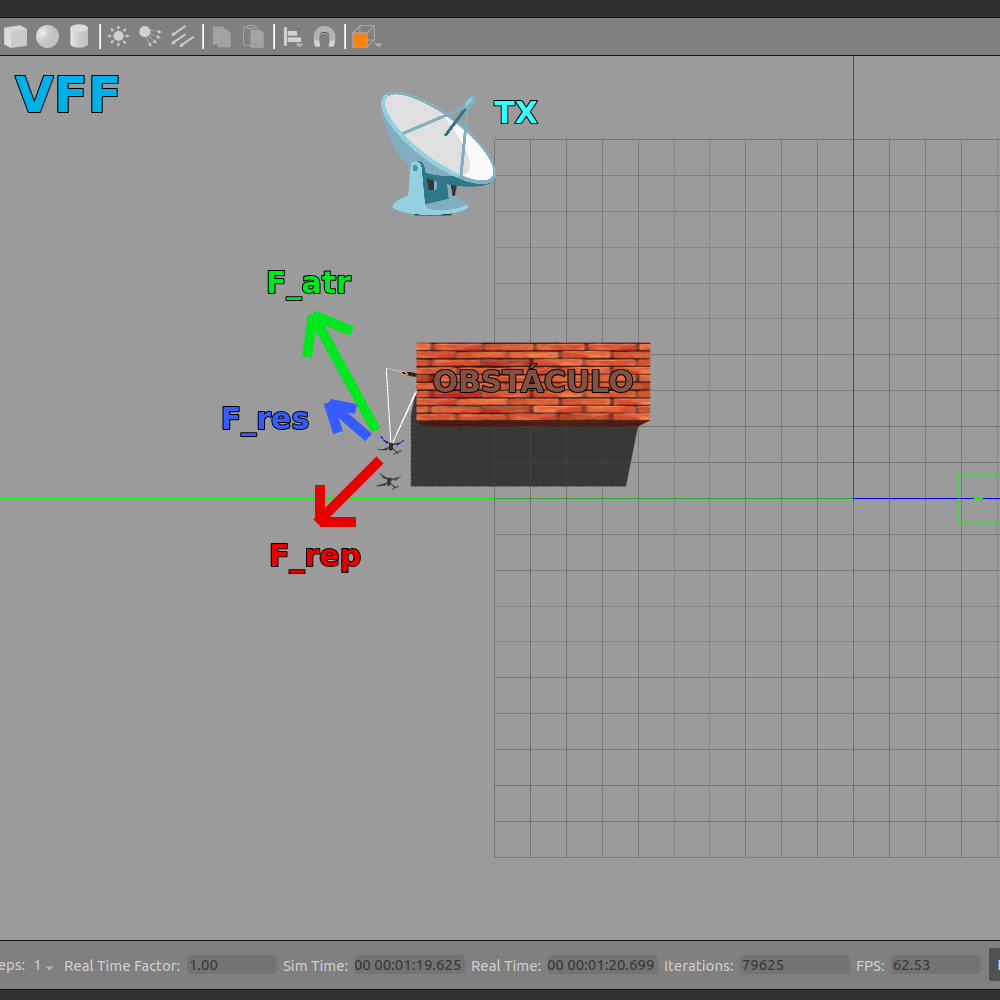 VFF
TX
F_atr
OBSTÁCULO
F_res
F_rep
eps: 1 Real Time Factor: 1.00 Sim Time: 00 00:01:19.625 Real Time: 00 00:01:20.699 Iterations: 79625 FPS: 62.53